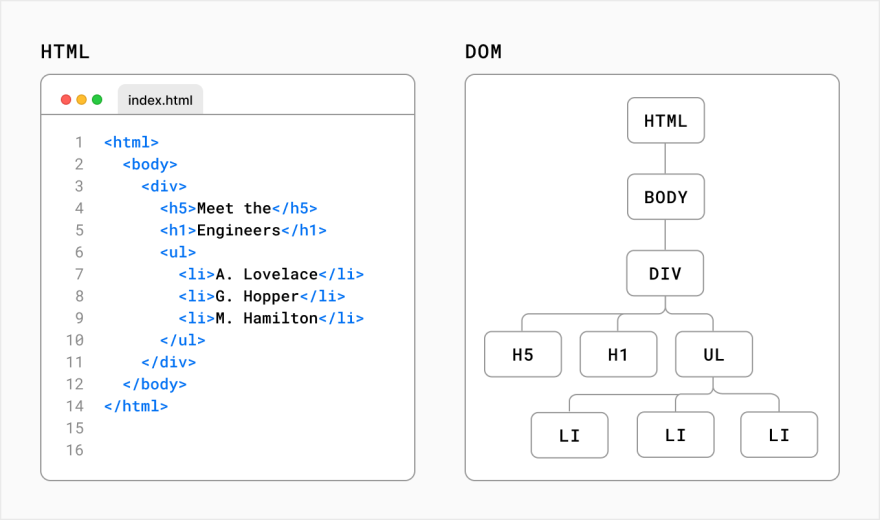 HTML
index.html
1 <html>
2 <body>
3 <div>
4 <h5>Meet the</h5>
5 <h1>Engineers</h1>
6 <ul>
7 <li>A. Lovelace</li>
8 <li>G. Hopper</li>
9 <li>M. Hamilton</li>
10 </ul>
11 </div>
12 </body>
14 </html>
15
16
DOM
HTML
BODY
DIV
H5 H1 UL
LI LI LI